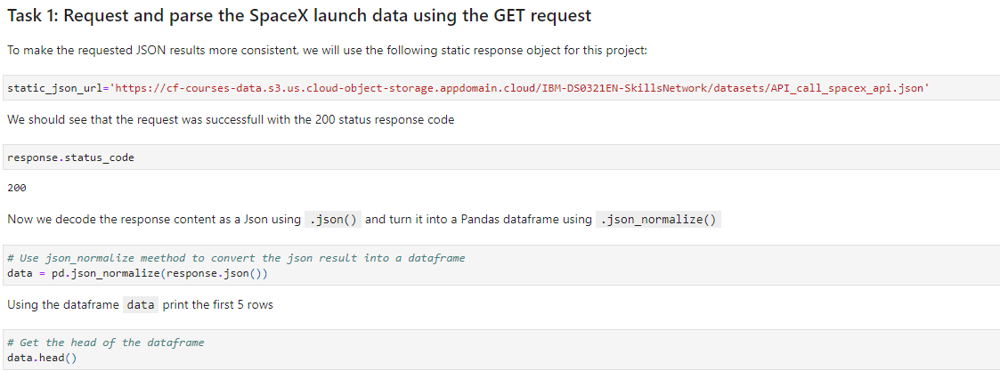 Task 1: Request and parse the SpaceX launch data using the GET request
To make the requested JSON results more consistent, we will use the following static response object for this project:
static_json_url='https://cf-courses-data.s3.us.cloud-object-storage.appdomain.cloud/IBM-DS0321EN-SkillsNetwork/datasets/API_call_spacex_api.json'
We should see that the request was successfull with the 200 status response code
response.status_code
200
Now we decode the response content as a Json using .json() and turn it into a Pandas dataframe using .json_normalize()
# Use json_normalize meethod to convert the json result into a dataframe
data = pd.json_normalize(response.json())
Using the dataframe data print the first 5 rows
# Get the head of the dataframe
data.head()